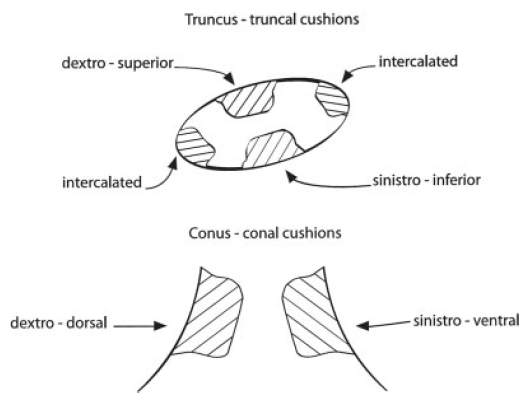 Truncus - truncal cushions
dextro - superior
intercalated
intercalated
sinistro - inferior
Conus - conal cushions
dextro - dorsal
sinistro - ventral